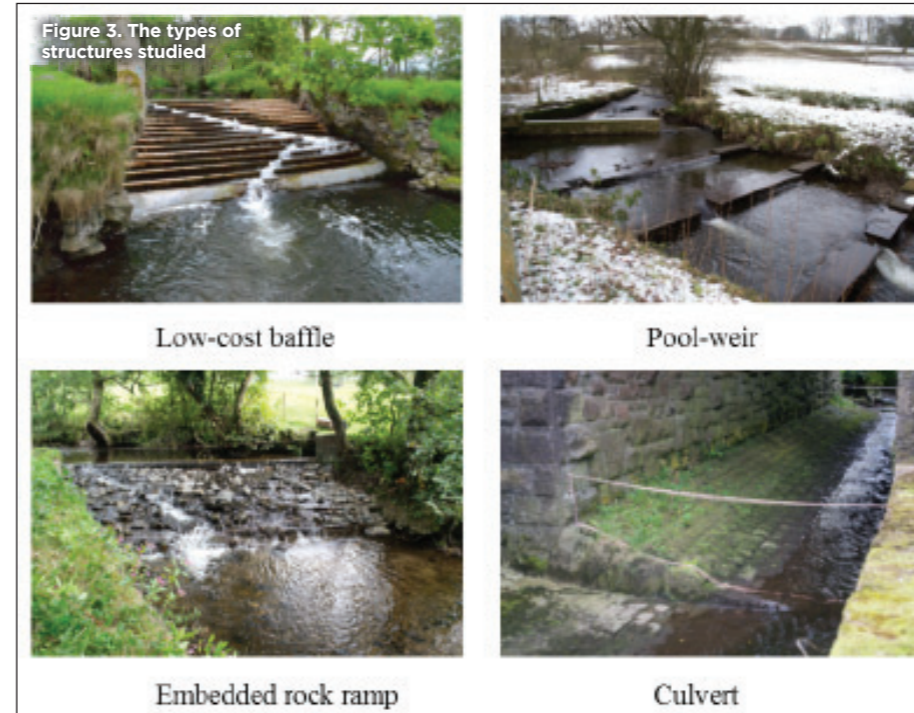 Figure 3. The types of
structures studied
Low-cost baffle
Pool-weir
Embedded rock ramp
Culvert